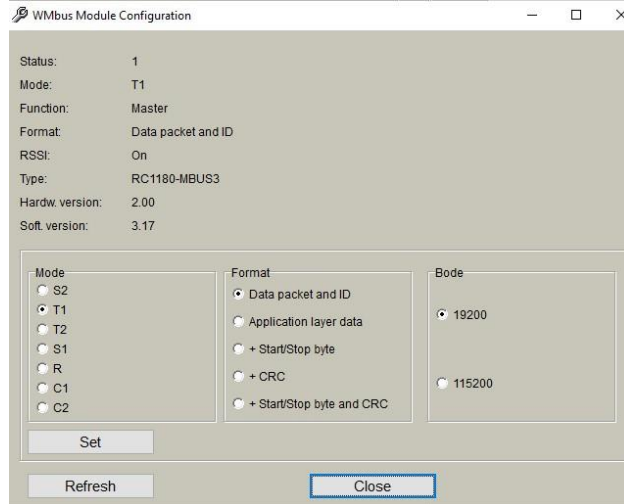 WMbus Module Configuration
Status: 1
Mode: T1
Function: Master
Format: Data packet and ID
RSSI: On
Type: RC1180-MBUS3
Hardw. version: 2.00
Soft. version: 3.17
Mode
S2
T1
T2
S1
R
C1
C2
Format
Data packet and ID
Application layer data
+ Start/Stop byte
+ CRC
+ Start/Stop byte and CRC
Bode
19200
115200
Set
Refresh
Close